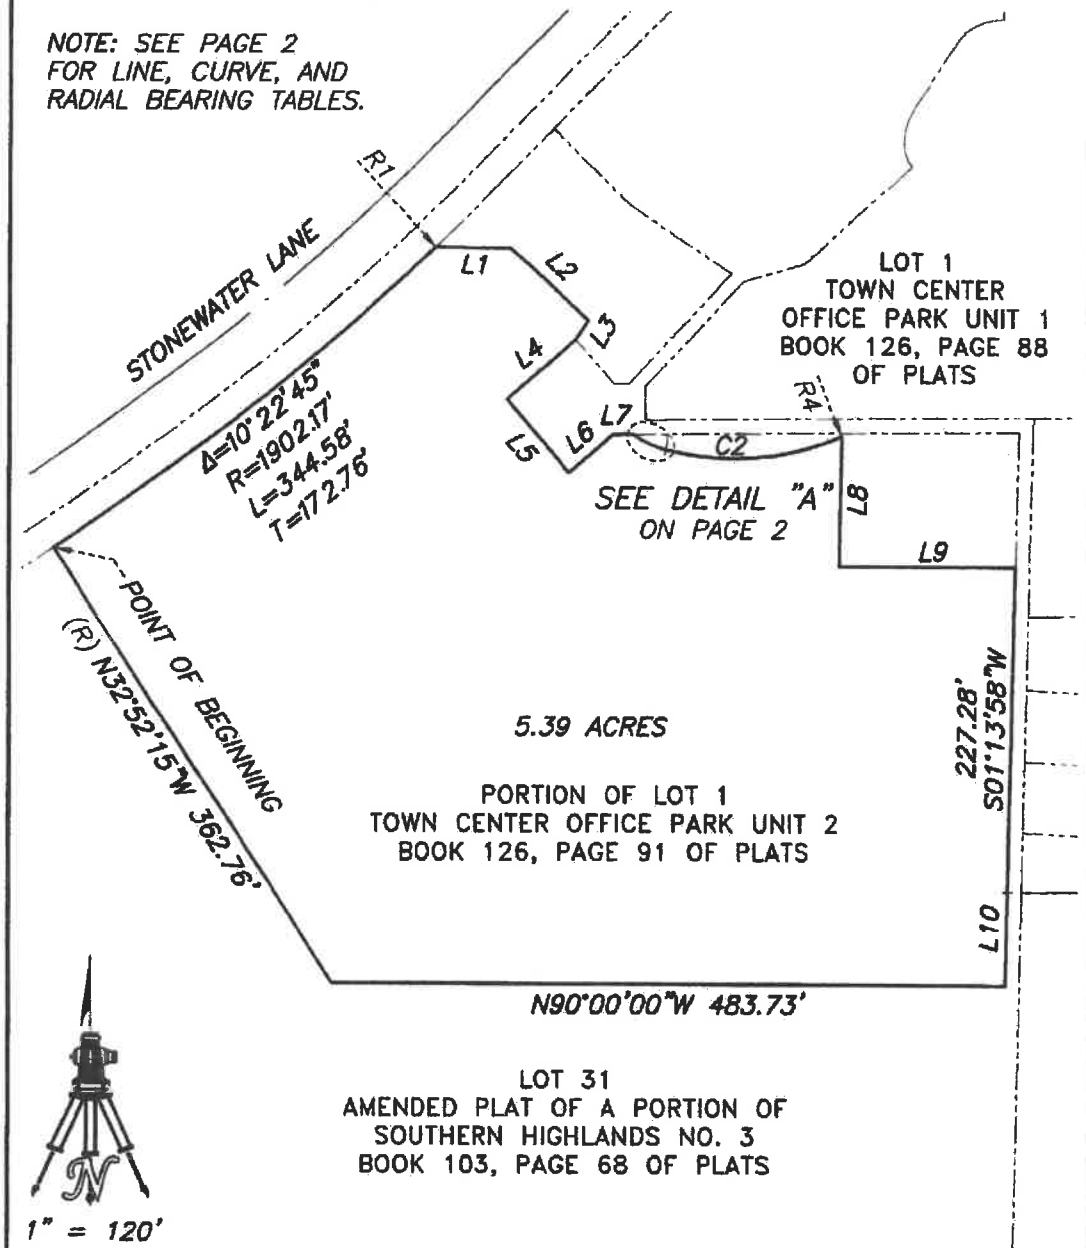 NOTE: SEE PAGE 2
FOR LINE, CURVE, AND
RADIAL BEARING TABLES.
R1
STONEWATER LANE
L1
L2
L3
L4
L5
L6
L7
LOT 1
TOWN CENTER
OFFICE PARK UNIT 1
BOOK 126, PAGE 88
OF PLATS
R4
C2
Δ=10°22'45"
R=1902.17'
L=344.58'
T=172.76'
SEE DETAIL "A"
ON PAGE 2
L8
L9
POINT OF BEGINNING
(R) N32°52'15"W 362.76'
5.39 ACRES
227.28'
S01°13'58"W
PORTION OF LOT 1
TOWN CENTER OFFICE PARK UNIT 2
BOOK 126, PAGE 91 OF PLATS
L10
N90°00'00"W 483.73'
LOT 31
AMENDED PLAT OF A PORTION OF
SOUTHERN HIGHLANDS NO. 3
BOOK 103, PAGE 68 OF PLATS
N
1" = 120'